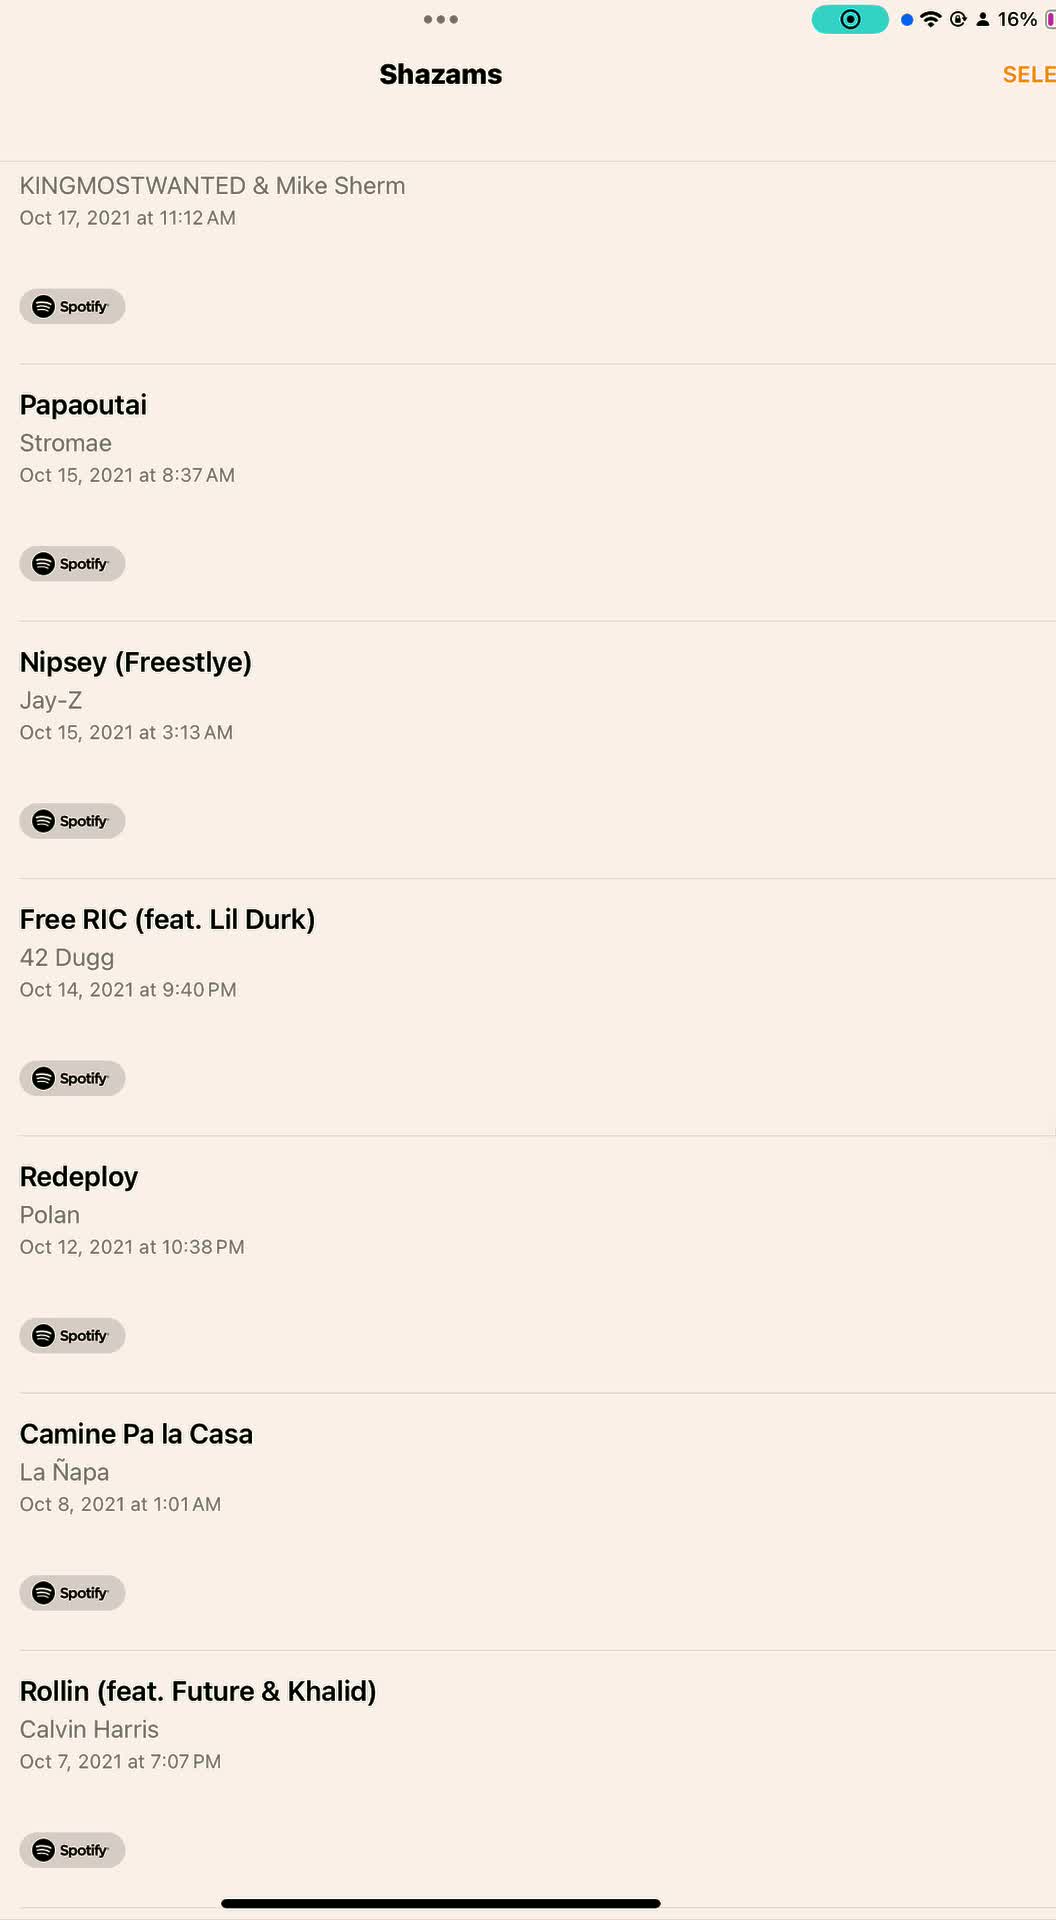 16%
Shazams
SELE
KINGMOSTWANTED & Mike Sherm
Oct 17, 2021 at 11:12 AM
Spotify
Papaoutai
Stromae
Oct 15, 2021 at 8:37 AM
Spotify
Nipsey (Freestlye)
Jay-Z
Oct 15, 2021 at 3:13 AM
Spotify
Free RIC (feat. Lil Durk)
42 Dugg
Oct 14, 2021 at 9:40 PM
Spotify
Redeploy
Polan
Oct 12, 2021 at 10:38 PM
Spotify
Camine Pa la Casa
La Ñapa
Oct 8, 2021 at 1:01 AM
Spotify
Rollin (feat. Future & Khalid)
Calvin Harris
Oct 7, 2021 at 7:07 PM
Spotify